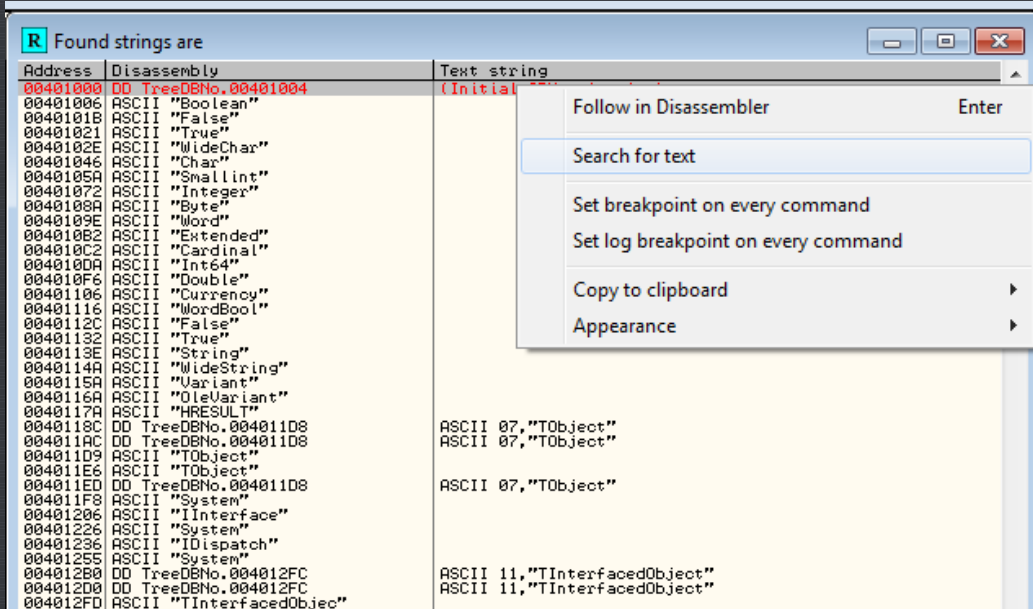 R Found strings are
Address Disassembly Text string
00401000 DD TreeDBNo.00401004 (Initial
00401006 ASCII "Boolean"
0040101B ASCII "False"
00401021 ASCII "True"
0040102E ASCII "WideChar"
00401046 ASCII "Char"
0040105A ASCII "Smallint"
00401072 ASCII "Integer"
0040108A ASCII "Byte"
0040109E ASCII "Word"
004010B2 ASCII "Extended"
004010C2 ASCII "Cardinal"
004010DA ASCII "Int64"
004010F6 ASCII "Double"
00401106 ASCII "Currency"
00401116 ASCII "WordBool"
0040112C ASCII "False"
00401132 ASCII "True"
0040113E ASCII "String"
0040114A ASCII "WideString"
0040115A ASCII "Variant"
0040116A ASCII "OleVariant"
0040117A ASCII "HRESULT"
0040118C DD TreeDBNo.004011D8 ASCII 07,"TObject"
004011AC DD TreeDBNo.004011D8 ASCII 07,"TObject"
004011D9 ASCII "TObject"
004011E6 ASCII "TObject"
004011ED DD TreeDBNo.004011D8 ASCII 07,"TObject"
004011F8 ASCII "System"
00401206 ASCII "IInterface"
00401226 ASCII "System"
00401236 ASCII "IDispatch"
00401255 ASCII "System"
004012B0 DD TreeDBNo.004012FC ASCII 11,"TInterfacedObject"
004012D0 DD TreeDBNo.004012FC ASCII 11,"TInterfacedObject"
004012FD ASCII "TInterfacedObjec"
Follow in Disassembler Enter
Search for text
Set breakpoint on every command
Set log breakpoint on every command
Copy to clipboard
Appearance